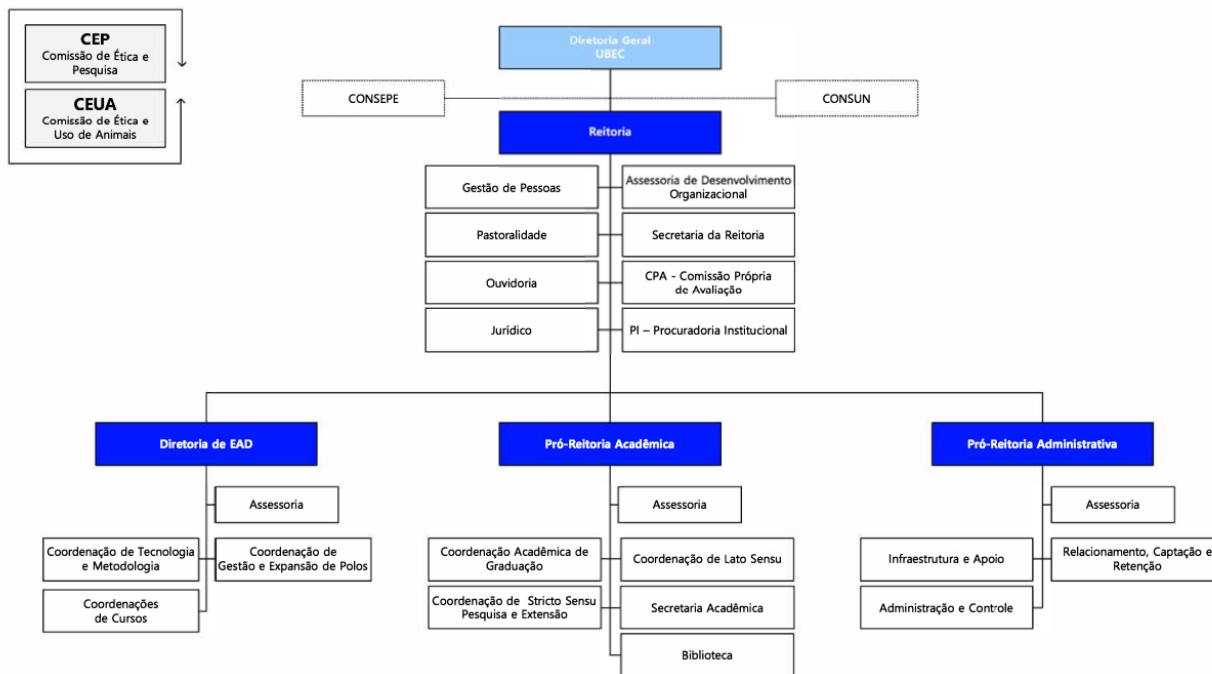 CEP
Comissão de Ética e
Pesquisa
CEUA
Comissão de Ética e
Uso de Animais
Diretoria Geral
UBEC
CONSEPE
CONSUN
Reitoria
Gestão de Pessoas
Assessoria de Desenvolvimento
Organizacional
Pastoralidade
Secretaria da Reitoria
Ouvidoria
CPA - Comissão Própria
de Avaliação
Jurídico
PI – Procuradoria Institucional
Diretoria de EAD
Pró-Reitoria Acadêmica
Pró-Reitoria Administrativa
Assessoria
Coordenação de Tecnologia
e Metodologia
Coordenação de
Gestão e Expansão de Polos
Coordenações
de Cursos
Assessoria
Coordenação Acadêmica de
Graduação
Coordenação de Lato Sensu
Coordenação de Stricto Sensu
Pesquisa e Extensão
Secretaria Acadêmica
Biblioteca
Assessoria
Infraestrutura e Apoio
Relacionamento, Captação e
Retenção
Administração e Controle